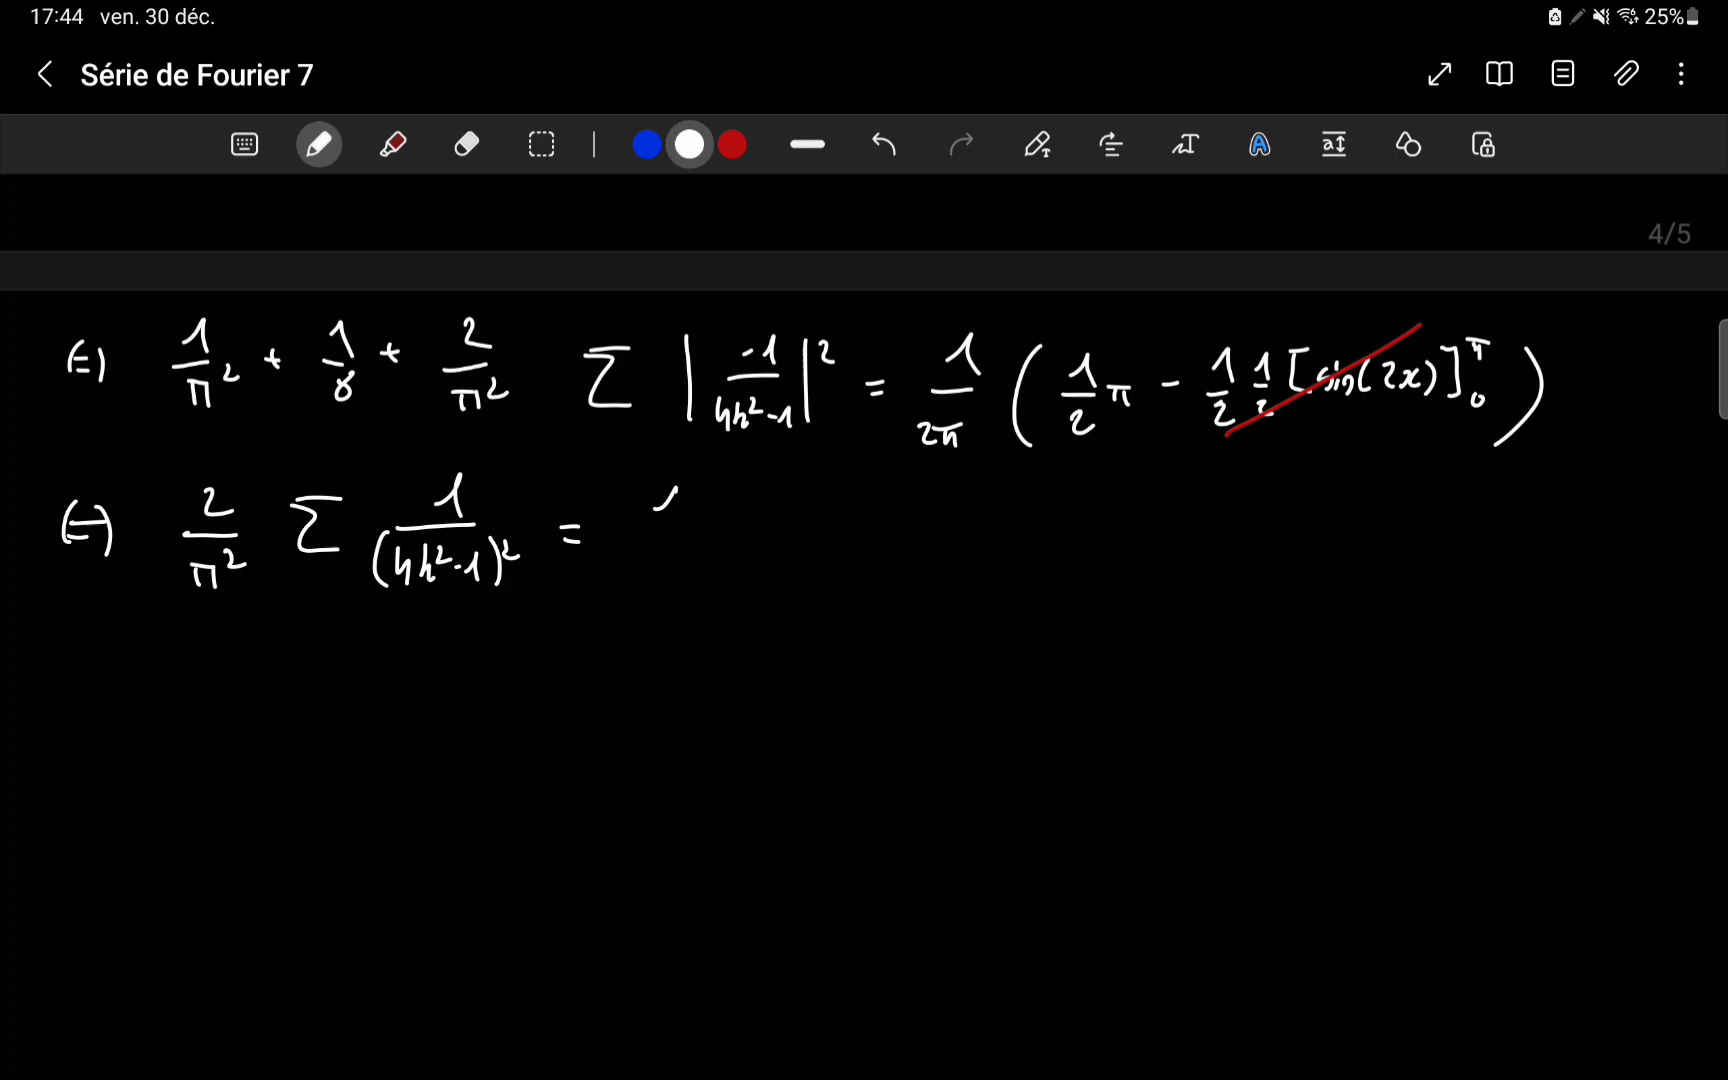 17:44 ven. 30 déc. 25%
Série de Fourier 7
4/5
(=) 1/π² + 1/8 + 2/π² Σ |-1/(4k²-1)|² = 1/2π (1/2 π - 1/2 1/2 [sin(2x)]₀^π)
(=) 2/π² Σ 1/(4k²-1)² =